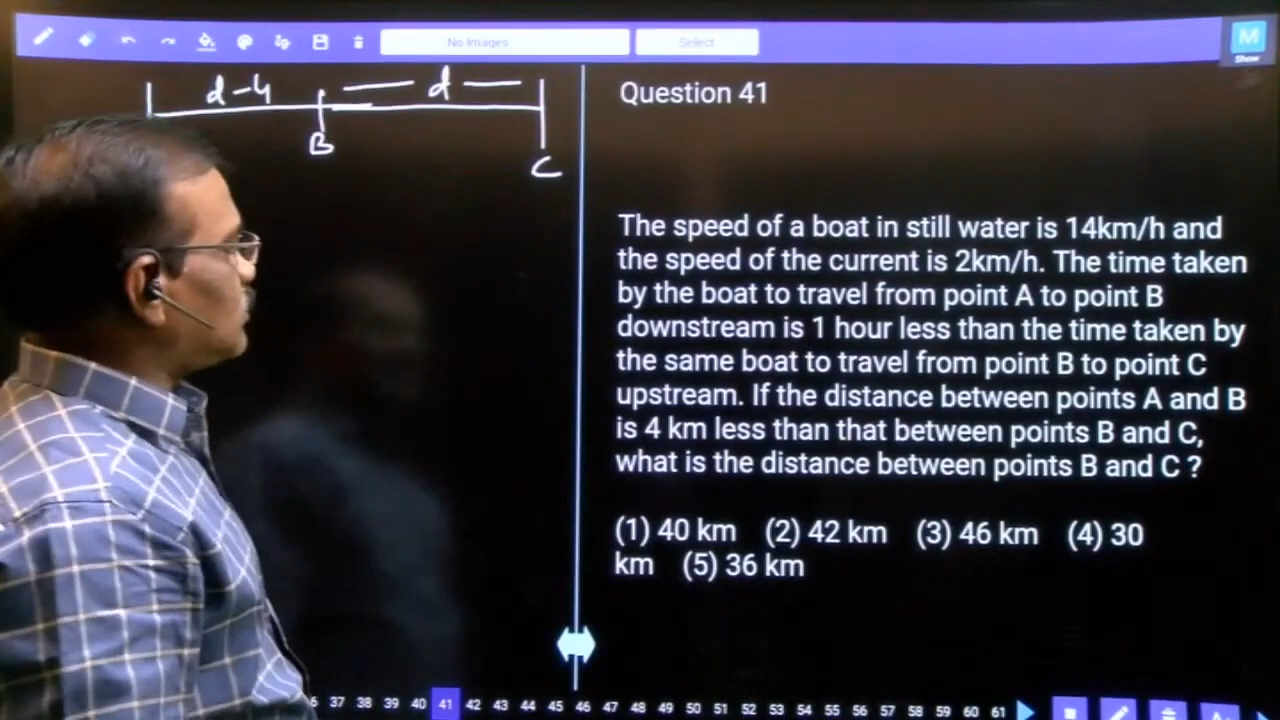 No Images
Select
M
Show
d-4
d
B
C
Question 41
The speed of a boat in still water is 14km/h and
the speed of the current is 2km/h. The time taken
by the boat to travel from point A to point B
downstream is 1 hour less than the time taken by
the same boat to travel from point B to point C
upstream. If the distance between points A and B
is 4 km less than that between points B and C,
what is the distance between points B and C ?
(1) 40 km (2) 42 km (3) 46 km (4) 30
km (5) 36 km
37 38 39 40 41 42 43 44 45 46 47 48 49 50 51 52 53 54 55 56 57 58 59 60 61